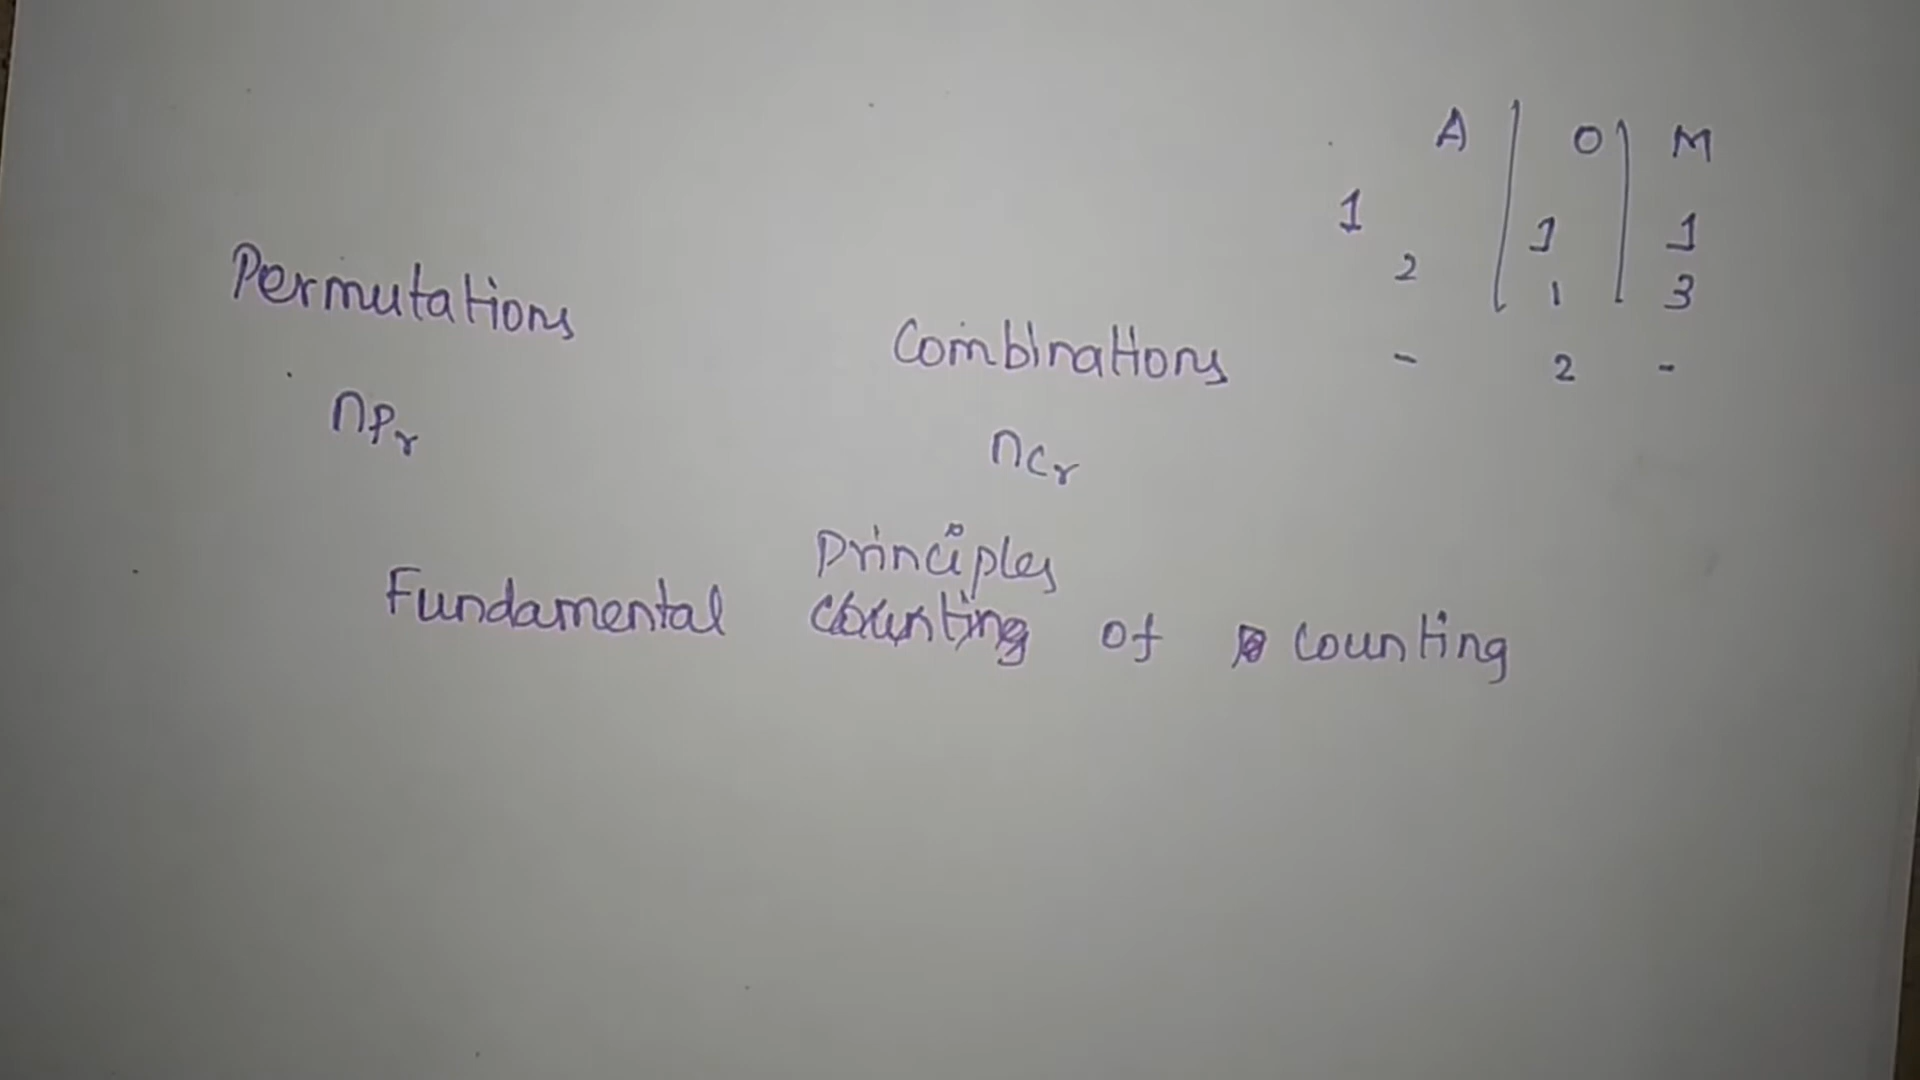 A | O | M
1
1 1
2 1 3
- 2 -
Permutations
Combinations
nPr
nCr
Principles
Fundamental counting of counting